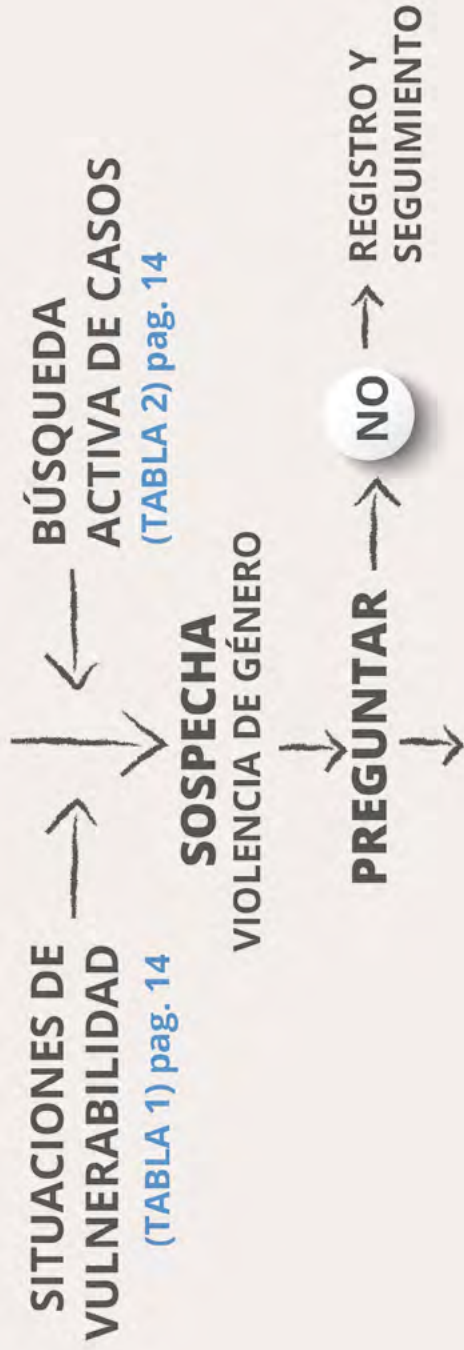 SITUACIONES DE
VULNERABILIDAD
(TABLA 1) pag. 14
BÚSQUEDA
ACTIVA DE CASOS
(TABLA 2) pag. 14
SOSPECHA
VIOLENCIA DE GÉNERO
PREGUNTAR
NO
REGISTRO Y
SEGUIMIENTO